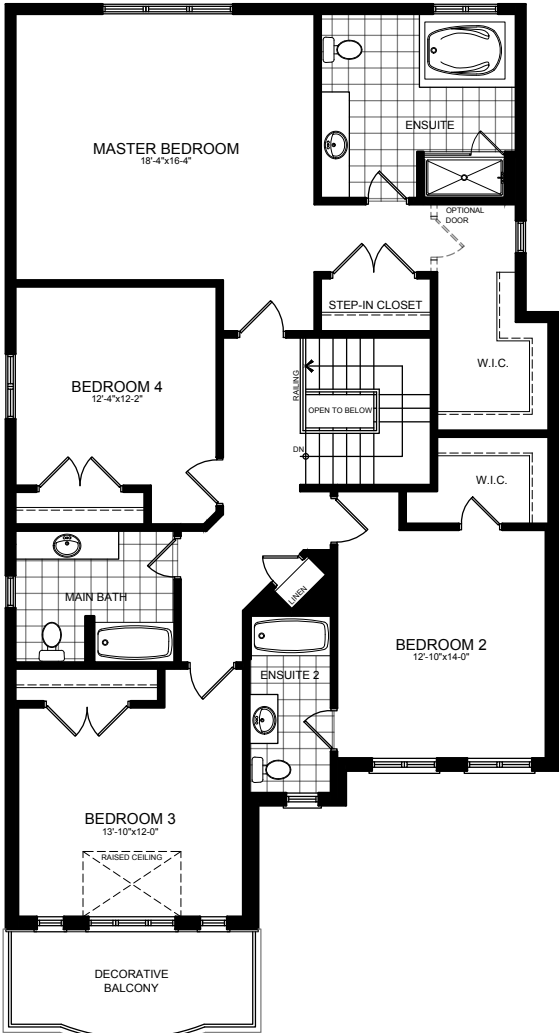 ENSUITE
MASTER BEDROOM
18'-4"x16'-4"
OPTIONAL
DOOR
STEP-IN CLOSET
W.I.C.
BEDROOM 4
12'-4"x12'-2"
RAILING
OPEN TO BELOW
DN
W.I.C.
MAIN BATH
LINEN
BEDROOM 2
12'-10"x14'-0"
ENSUITE 2
BEDROOM 3
13'-10"x12'-0"
RAISED CEILING
DECORATIVE
BALCONY